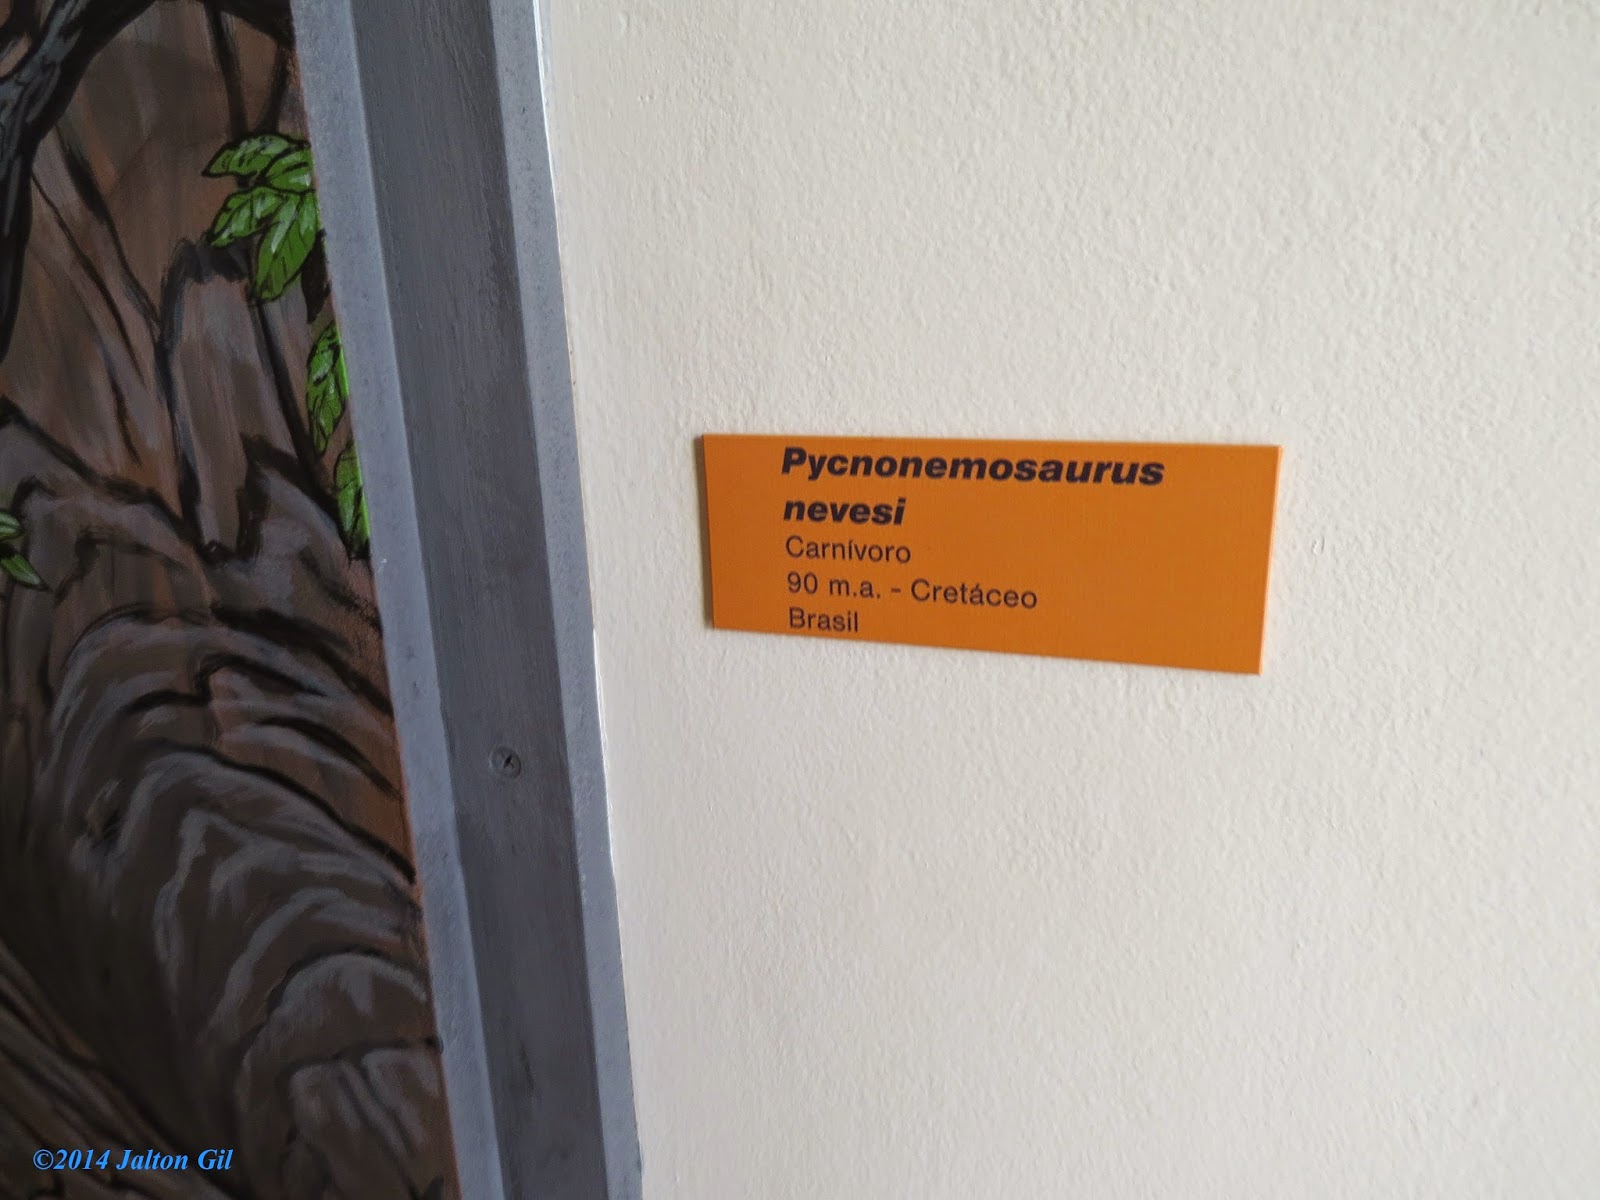 Pycnonemosaurus
nevesi
Carnívoro
90 m.a. - Cretáceo
Brasil
©2014 Jalton Gil